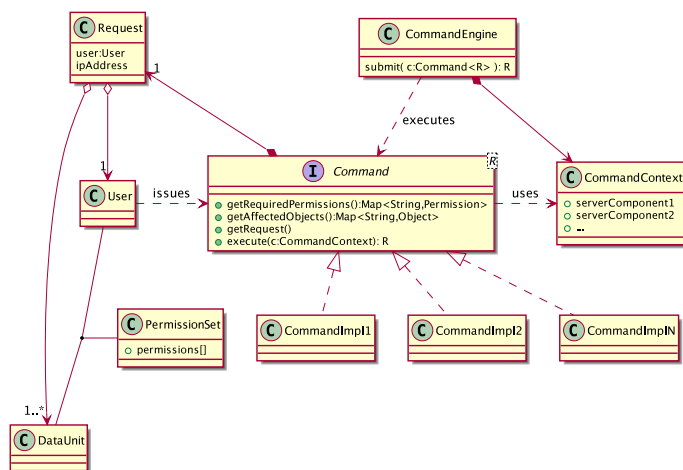 C Request
user:User
ipAddress
C CommandEngine
submit( c:Command<R> ): R
1
executes
I Command
R
getRequiredPermissions():Map<String,Permission>
getAffectedObjects():Map<String,Object>
getRequest()
execute(c:CommandContext): R
1
C User
issues
uses
C CommandContext
serverComponent1
serverComponent2
...
C PermissionSet
permissions[]
C CommandImpl1
C CommandImpl2
C CommandImplN
1..*
C DataUnit